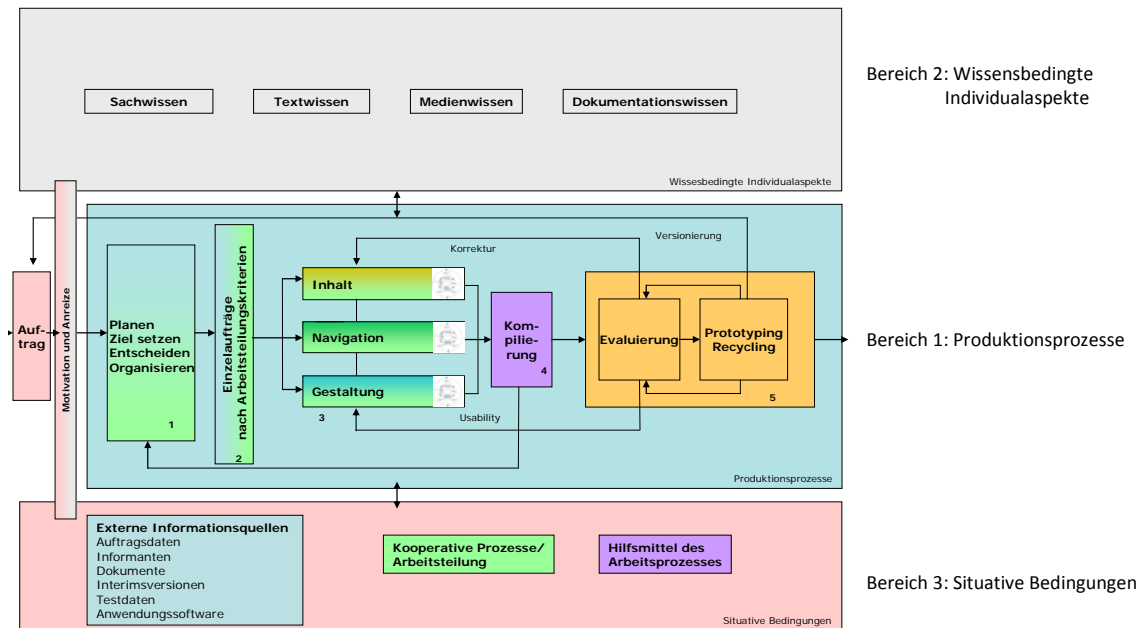 Bereich 2: Wissensbedingte
Individualaspekte
Sachwissen
Textwissen
Medienwissen
Dokumentationswissen
Wissesbedingte Individualaspekte
Motivation und Anreize
Auf-
trag
Planen
Ziel setzen
Entscheiden
Organisieren
1
Einzelaufträge
nach Arbeitsteilungskriterien
2
Korrektur
Versionierung
Inhalt
Navigation
Gestaltung
3
Usability
Kom-
pilie-
rung
4
Evaluierung
Prototyping
Recycling
5
Produktionsprozesse
Bereich 1: Produktionsprozesse
Externe Informationsquellen
Auftragsdaten
Informanten
Dokumente
Interimsversionen
Testdaten
Anwendungssoftware
Kooperative Prozesse/
Arbeitsteilung
Hilfsmittel des
Arbeitsprozesses
Situative Bedingungen
Bereich 3: Situative Bedingungen